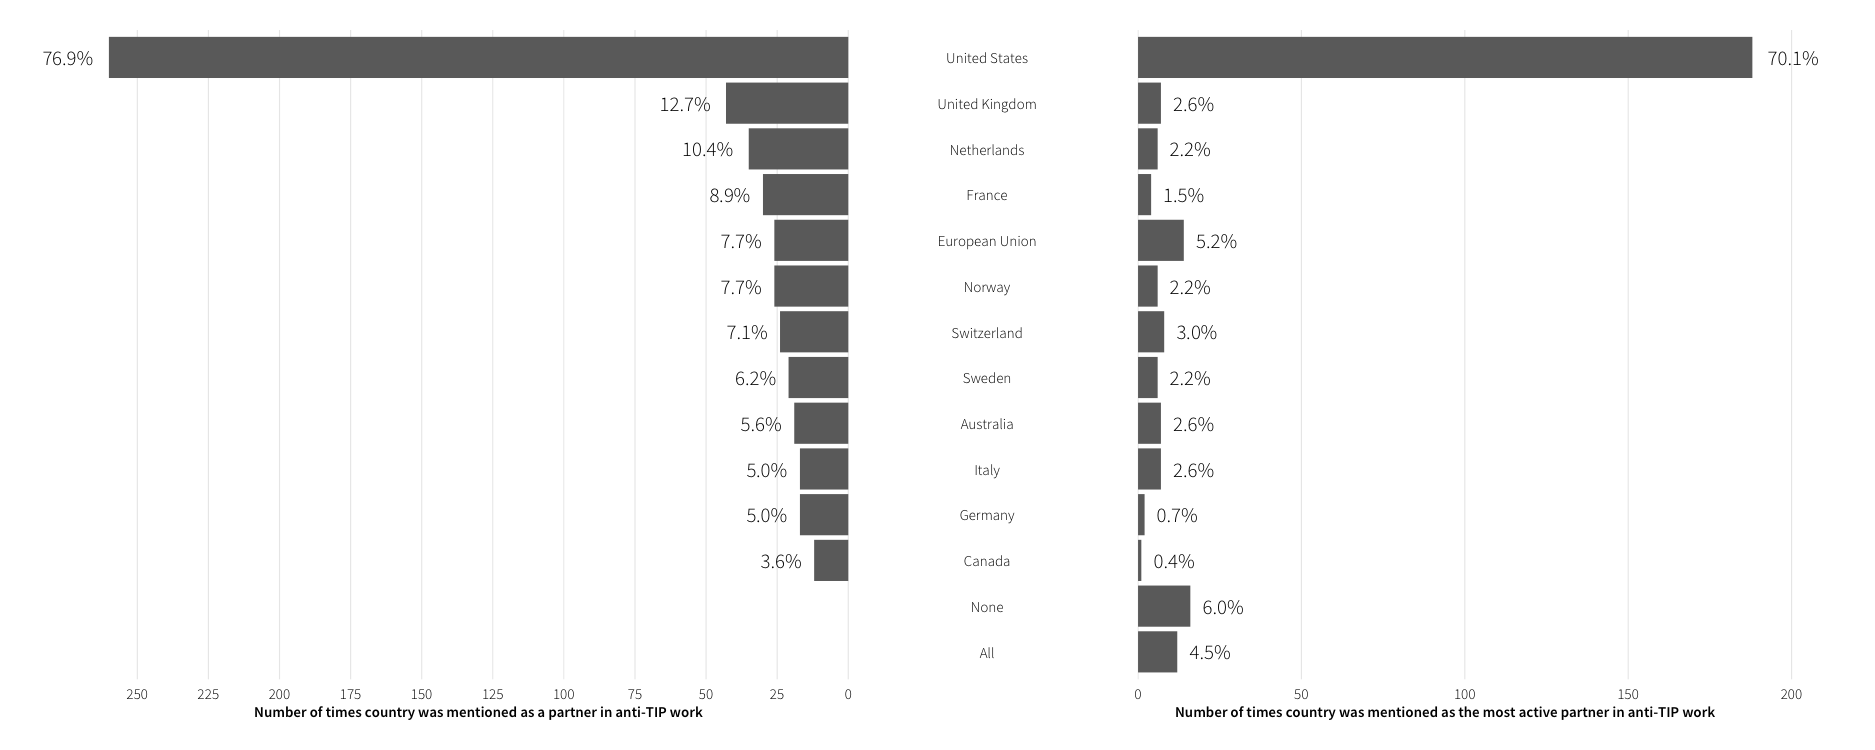 76.9% United States 70.1%
12.7% United Kingdom 2.6%
10.4% Netherlands 2.2%
8.9% France 1.5%
7.7% European Union 5.2%
7.7% Norway 2.2%
7.1% Switzerland 3.0%
6.2% Sweden 2.2%
5.6% Australia 2.6%
5.0% Italy 2.6%
5.0% Germany 0.7%
3.6% Canada 0.4%
None 6.0%
All 4.5%
250 225 200 175 150 125 100 75 50 25 0 0 50 100 150 200
Number of times country was mentioned as a partner in anti-TIP work Number of times country was mentioned as the most active partner in anti-TIP work